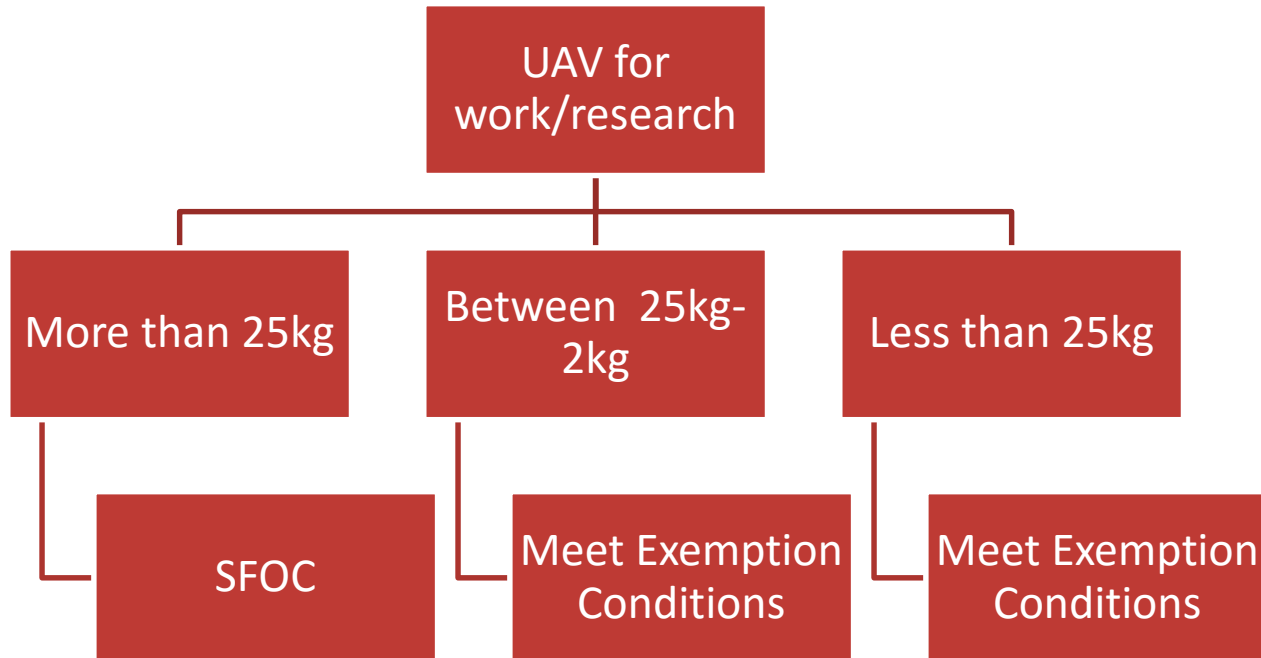 UAV for
work/research
More than 25kg
Between  25kg-
2kg
Less than 25kg
SFOC
Meet Exemption
Conditions
Meet Exemption
Conditions